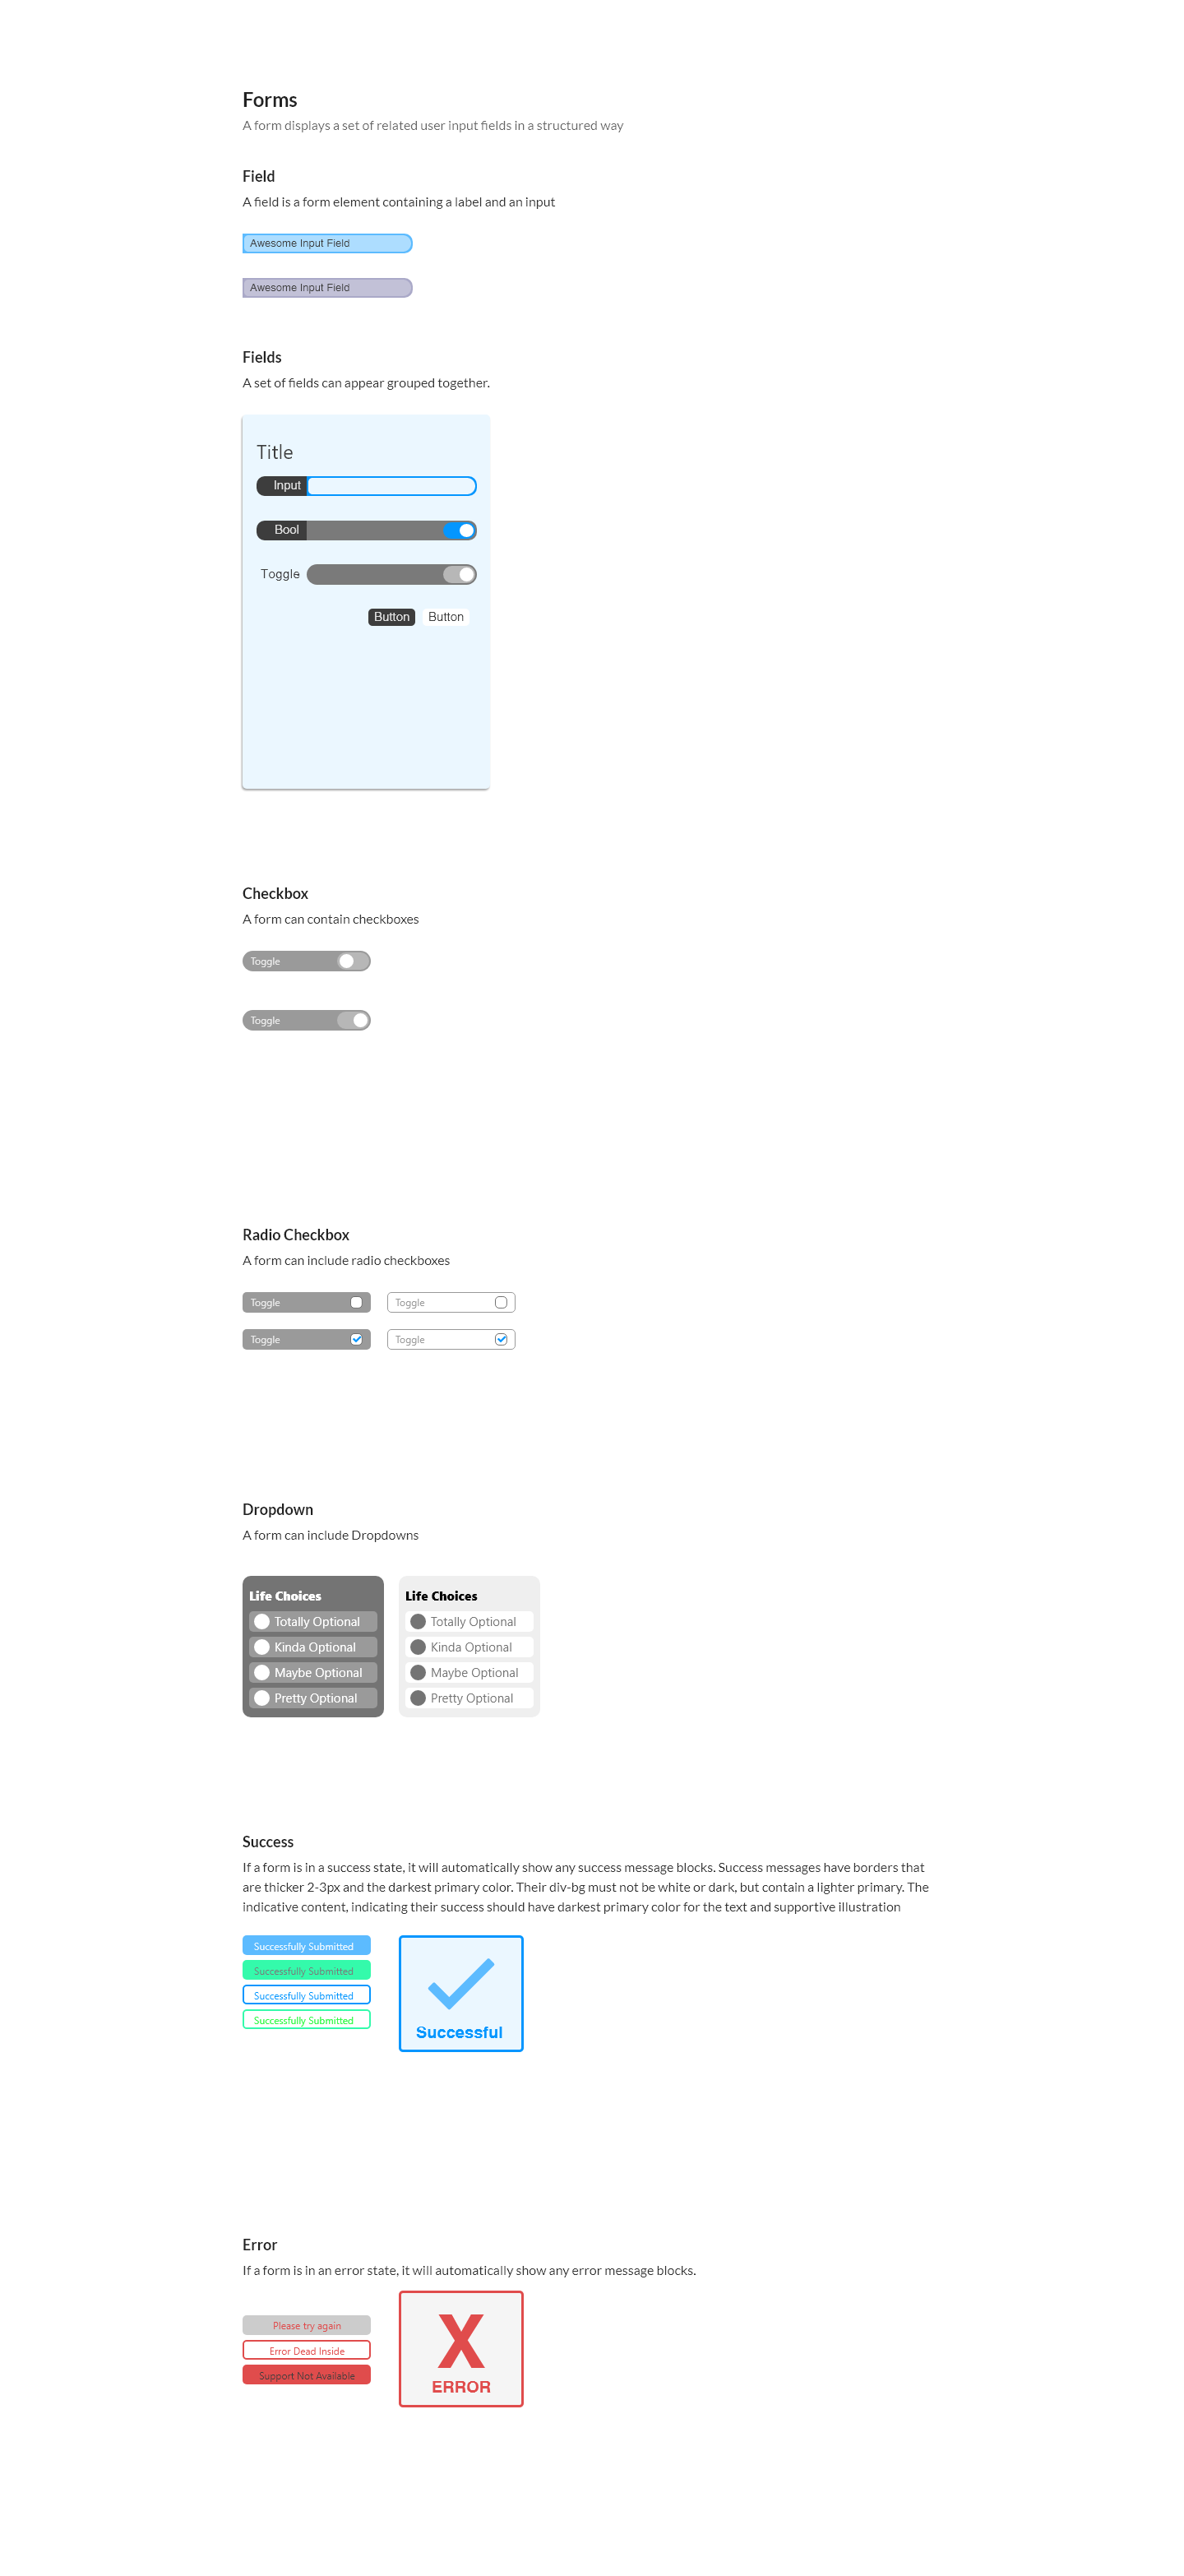 Forms
A form displays a set of related user input fields in a structured way
Field
A field is a form element containing a label and an input
Awesome Input Field
Awesome Input Field
Fields
A set of fields can appear grouped together.
Title
Input
Bool
Toggle
Button Button
Checkbox
A form can contain checkboxes
Toggle
Toggle
Radio Checkbox
A form can include radio checkboxes
Toggle Toggle
Toggle Toggle
Dropdown
A form can include Dropdowns
Life Choices
Totally Optional
Kinda Optional
Maybe Optional
Pretty Optional
Life Choices
Totally Optional
Kinda Optional
Maybe Optional
Pretty Optional
Success
If a form is in a success state, it will automatically show any success message blocks. Success messages have borders that
are thicker 2-3px and the darkest primary color. Their div-bg must not be white or dark, but contain a lighter primary. The
indicative content, indicating their success should have darkest primary color for the text and supportive illustration
Successfully Submitted
Successfully Submitted
Successfully Submitted
Successfully Submitted
Successful
Error
If a form is in an error state, it will automatically show any error message blocks.
Please try again
Error Dead Inside
Support Not Available
X
ERROR